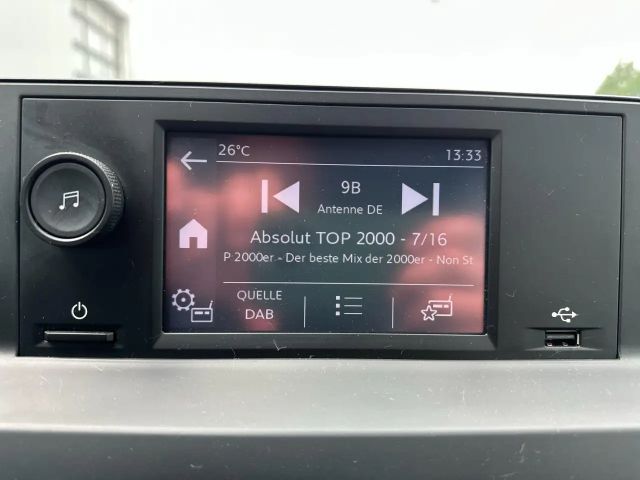 26°C
13:33
9B
Antenne DE
Absolut TOP 2000 - 7/16
P 2000er - Der beste Mix der 2000er - Non St
QUELLE
DAB